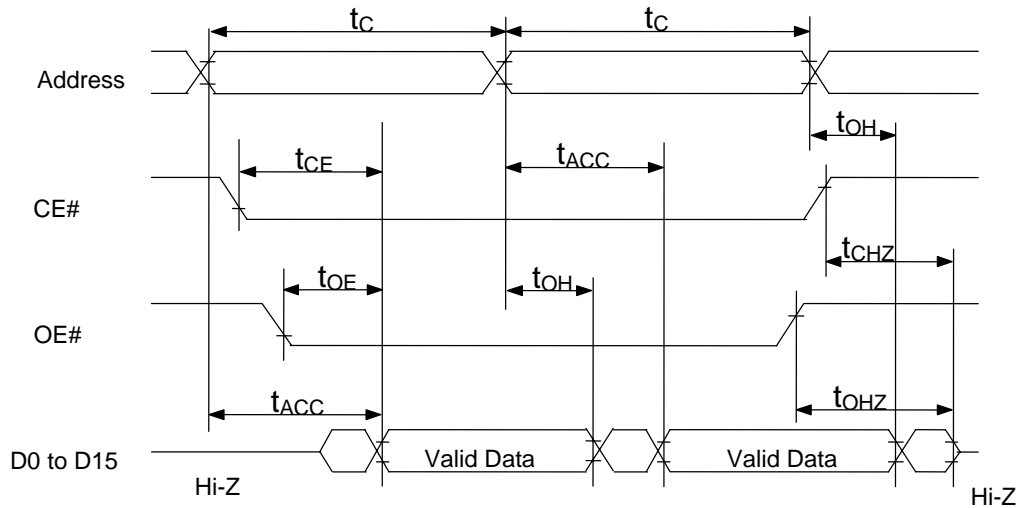 tC tC
Address
tOH
tCE tACC
CE#
tCHZ
tOE tOH
OE#
tACC tOHZ
D0 to D15 Valid Data Valid Data
Hi-Z Hi-Z